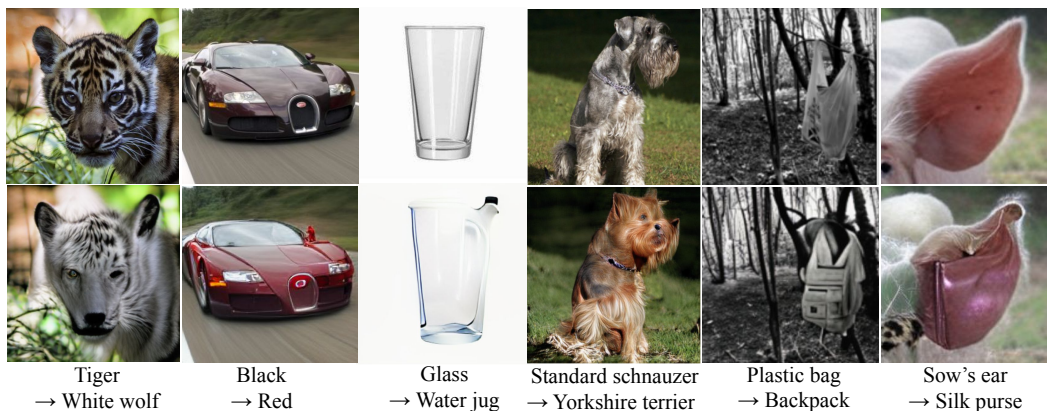 Tiger
→ White wolf
Black
→ Red
Glass
→ Water jug
Standard schnauzer
→ Yorkshire terrier
Plastic bag
→ Backpack
Sow's ear
→ Silk purse